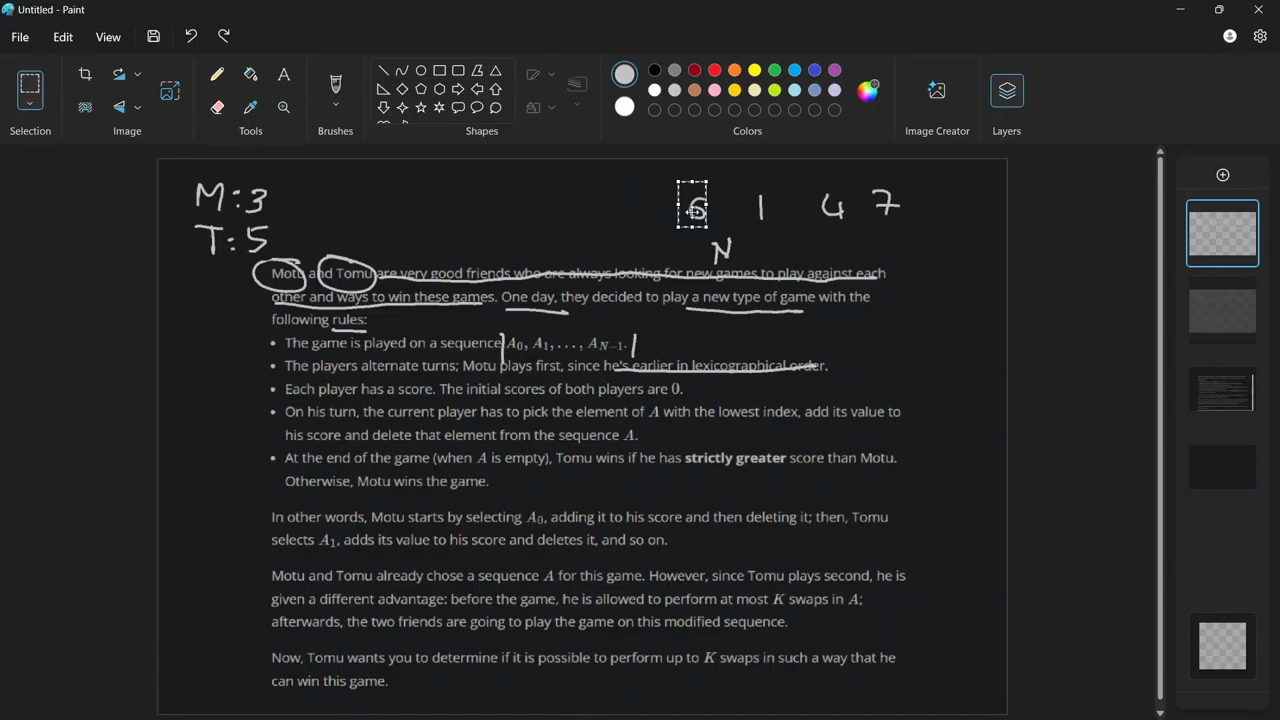 Untitled - Paint
File Edit View
Selection Image Tools Brushes Shapes Colors Image Creator Layers
M:3 6 1 4 7
T:5
N
Motu and Tomu are very good friends who are always looking for new games to play against each
other and ways to win these games. One day, they decided to play a new type of game with the
following rules:
• The game is played on a sequence A₀, A₁, . . . , Aₙ₋₁.
• The players alternate turns; Motu plays first, since he's earlier in lexicographical order.
• Each player has a score. The initial scores of both players are 0.
• On his turn, the current player has to pick the element of A with the lowest index, add its value to
his score and delete that element from the sequence A.
• At the end of the game (when A is empty), Tomu wins if he has strictly greater score than Motu.
Otherwise, Motu wins the game.
In other words, Motu starts by selecting A₀, adding it to his score and then deleting it; then, Tomu
selects A₁, adds its value to his score and deletes it, and so on.
Motu and Tomu already chose a sequence A for this game. However, since Tomu plays second, he is
given a different advantage: before the game, he is allowed to perform at most K swaps in A;
afterwards, the two friends are going to play the game on this modified sequence.
Now, Tomu wants you to determine if it is possible to perform up to K swaps in such a way that he
can win this game.